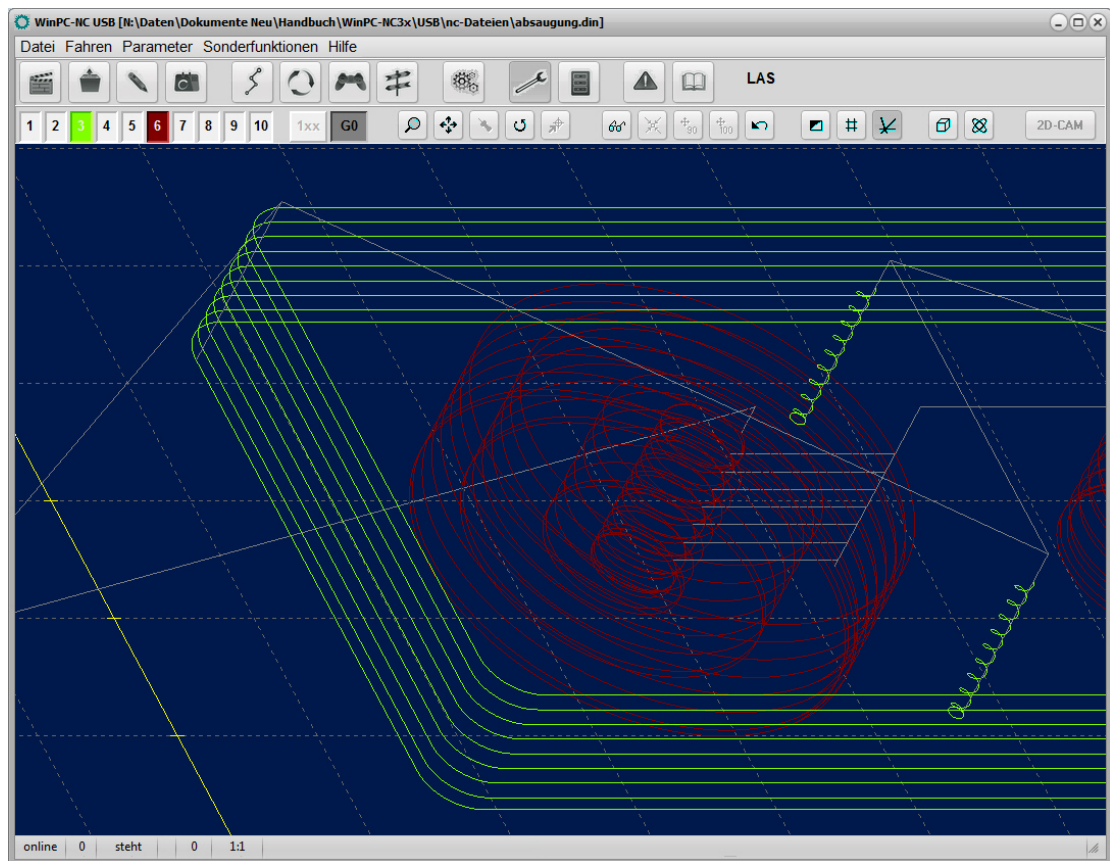 WinPC-NC USB [N:\Daten\Dokumente Neu\Handbuch\WinPC-NC3x\USB\nc-Dateien\absaugung.din]
Datei Fahren Parameter Sonderfunktionen Hilfe
LAS
1 2 3 4 5 6 7 8 9 10 1xx G0 90 100 2D-CAM
online 0 steht 0 1:1